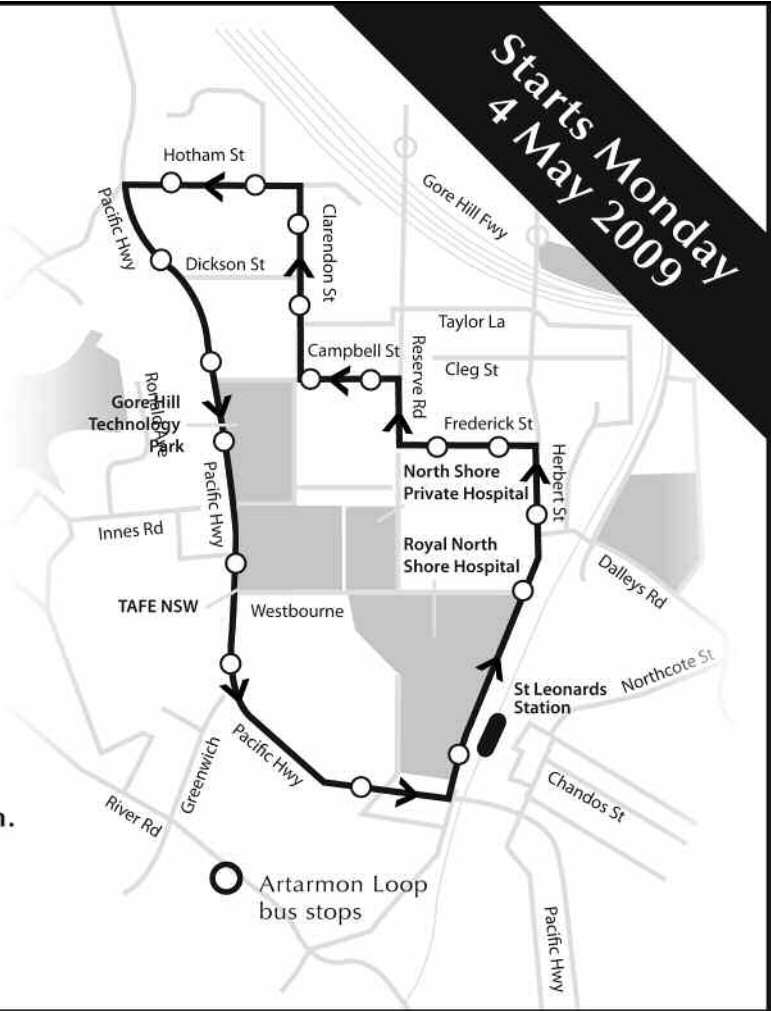 Starts Monday
4 May 2009
Hotham St
Pacific Hwy
Clarendon St
Gore Hill Fwy
Dickson St
Taylor La
Campbell St
Reserve Rd
Cleg St
Ronald Ave
Gore Hill
Technology
Park
Frederick St
Herbert St
North Shore
Private Hospital
Pacific Hwy
Innes Rd
Royal North
Shore Hospital
Dalleys Rd
TAFE NSW
Westbourne
Northcote St
St Leonards
Station
Pacific Hwy
Greenwich
Chandos St
River Rd
n.
Artarmon Loop
bus stops
Pacific Hwy